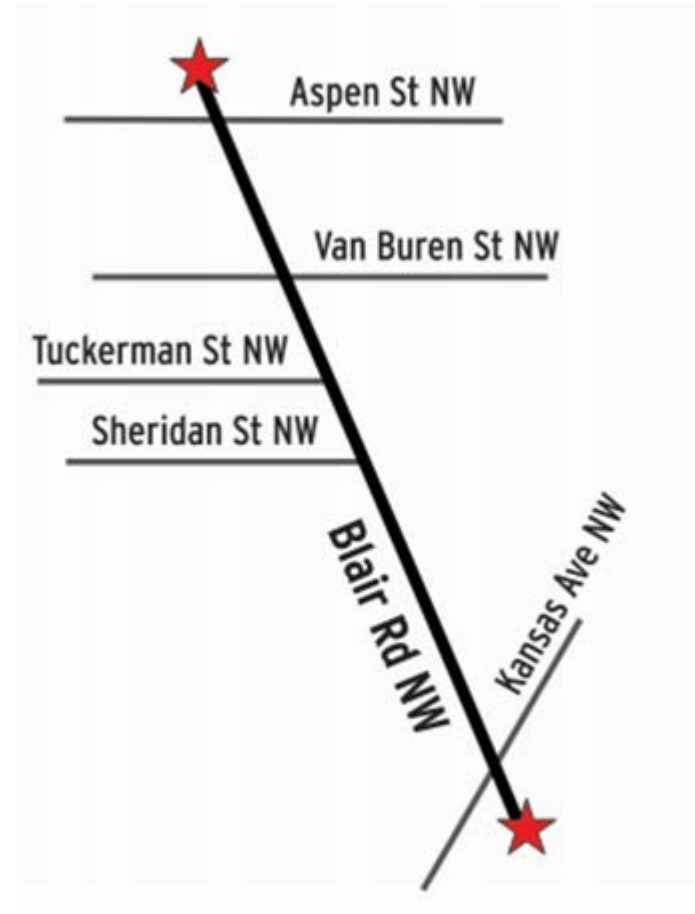 Aspen St NW
Van Buren St NW
Tuckerman St NW
Sheridan St NW
Blair Rd NW
Kansas Ave NW